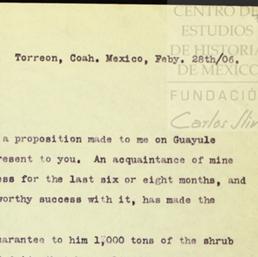 CENTRO DE
ESTUDIOS
DE HISTORIA
DE MÉXICO
FUNDACIÓN
Carlos Slim
Torreon, Coah. Mexico, Feby. 28th/06.
a proposition made to me on Guayule
resent to you. An acquaintance of mine
ess for the last six or eight months, and
worthy success with it, has made the
uarantee to him 1,000 tons of the shrub